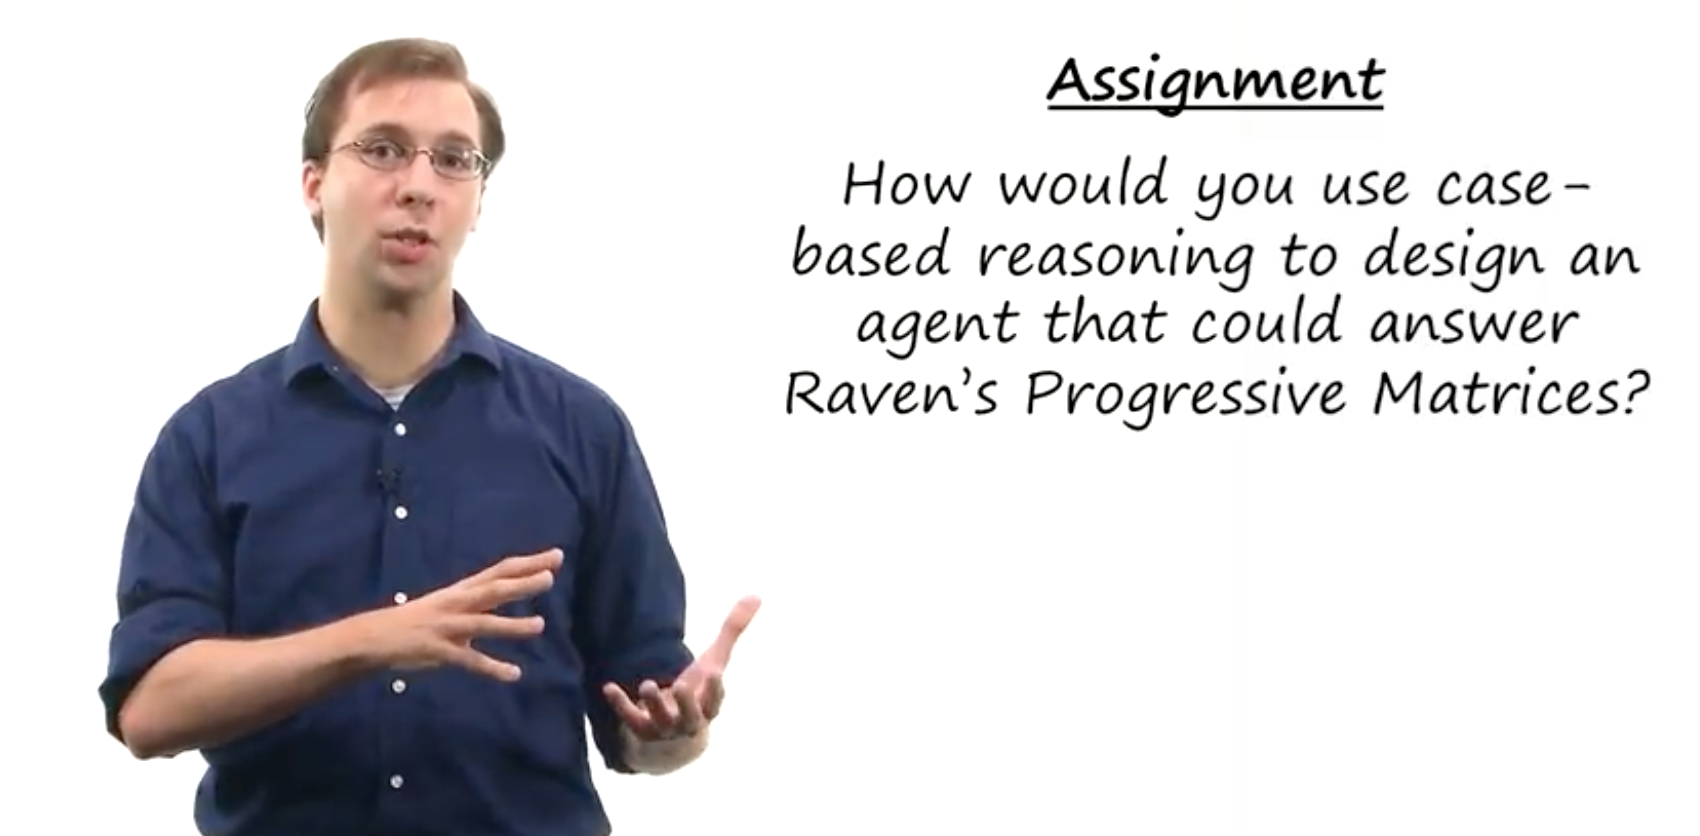 Assignment
How would you use case-
based reasoning to design an
agent that could answer
Raven's Progressive Matrices?